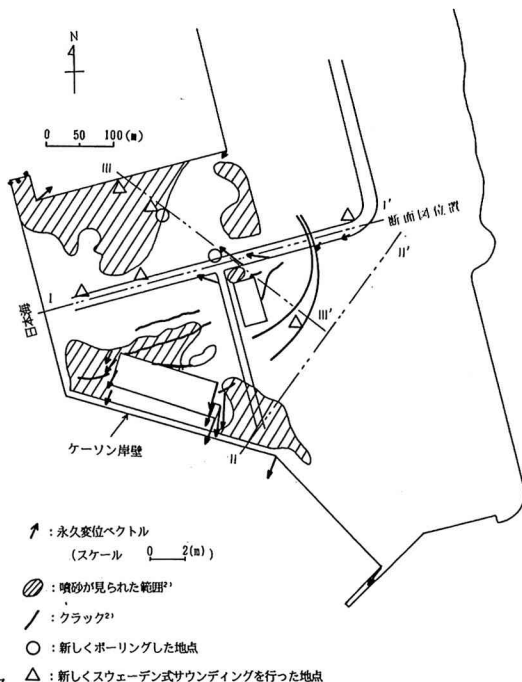 N
0 50 100(m)
III
I'
断面図位置
II'
日本海
I
III'
II
ケーソン岸壁
: 永久変位ベクトル
(スケール 0 2(m) )
: 噴砂が見られた範囲²⁾
: クラック²⁾
: 新しくボーリングした地点
: 新しくスウェーデン式サウンディングを行った地点